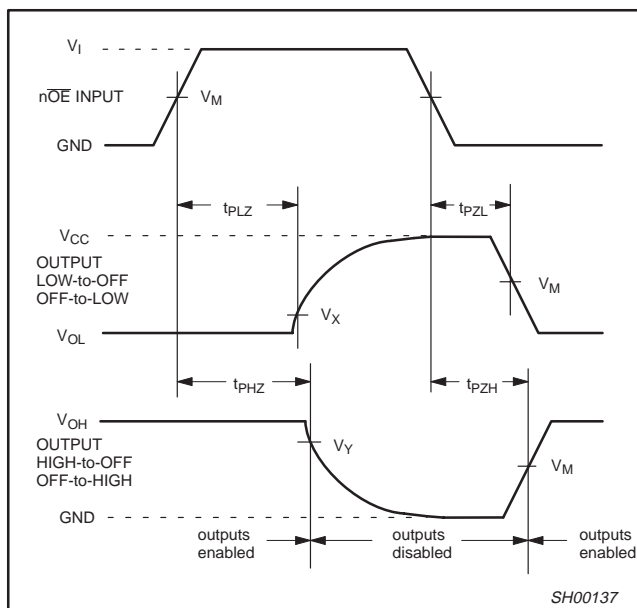 V_I
nOE INPUT
V_M
GND
t_PLZ
t_PZL
V_CC
OUTPUT
LOW-to-OFF
OFF-to-LOW
V_M
V_X
V_OL
t_PHZ
t_PZH
V_OH
OUTPUT
HIGH-to-OFF
OFF-to-HIGH
V_Y
V_M
GND
outputs
enabled
outputs
disabled
outputs
enabled
SH00137